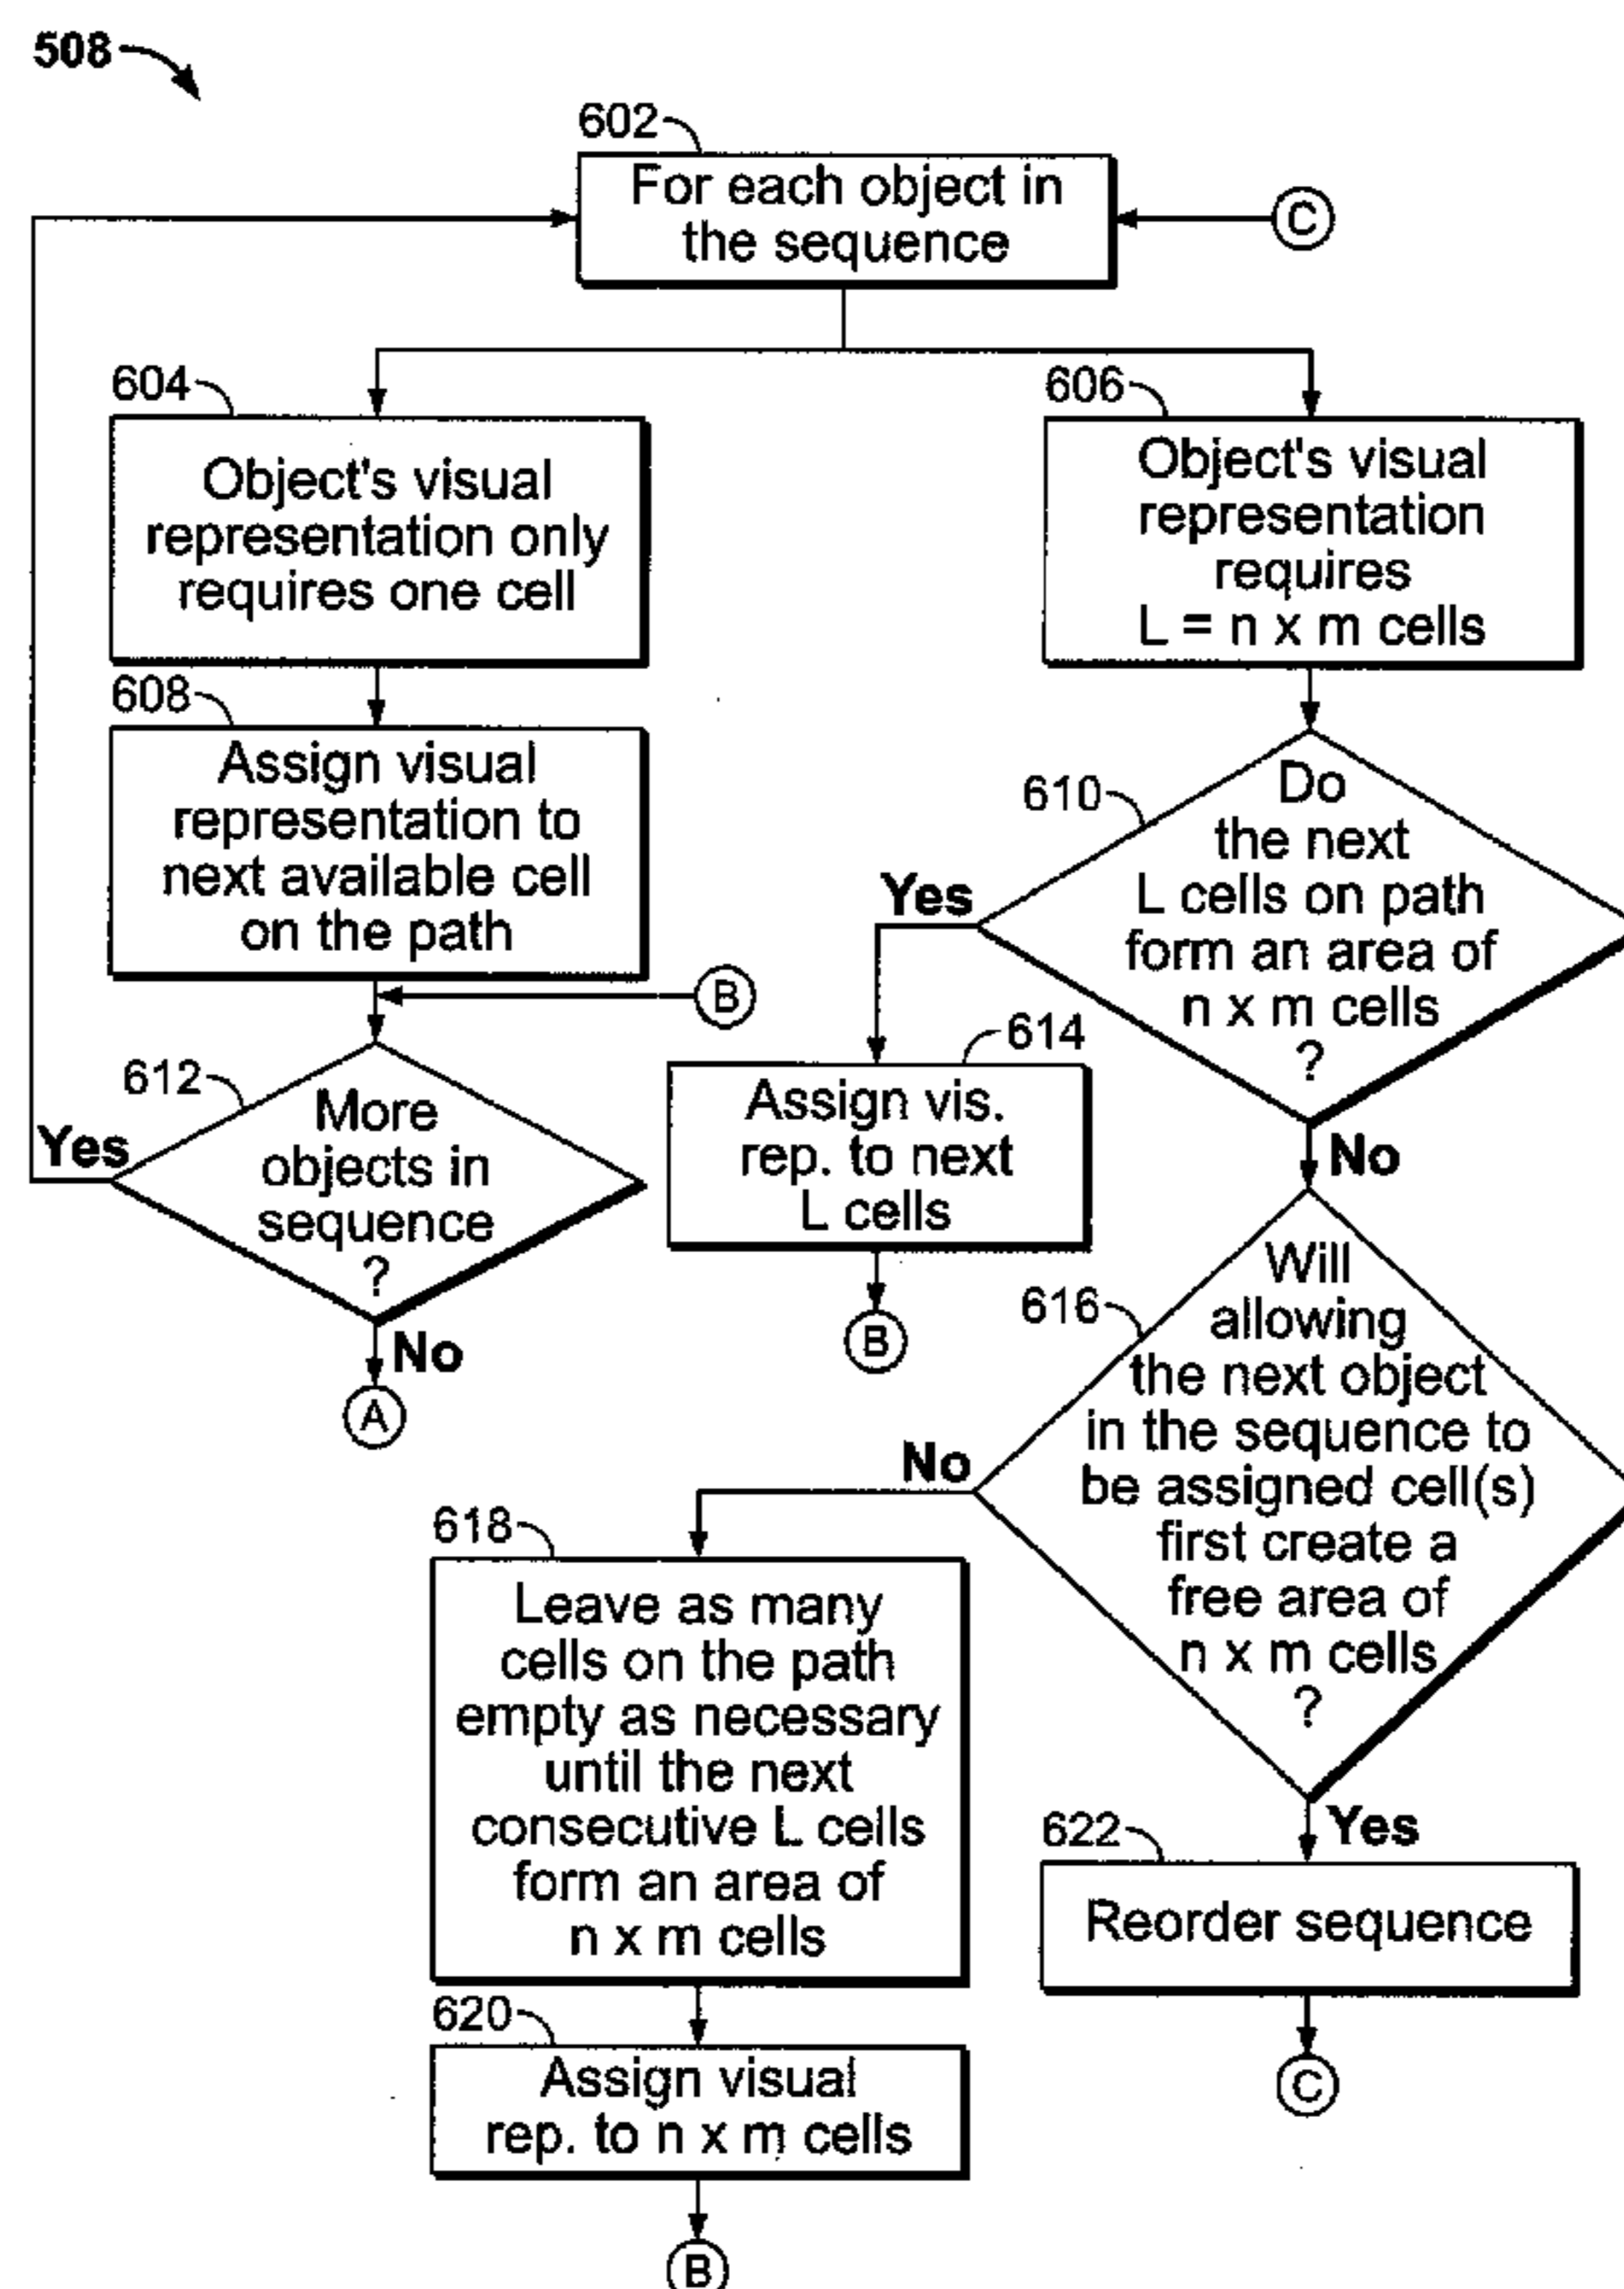 508
602
For each object in
the sequence
C
604
Object's visual
representation only
requires one cell
606
Object's visual
representation
requires
L = n x m cells
608
Assign visual
representation to
next available cell
on the path
610
Do
the next
L cells on path
form an area of
n x m cells
?
Yes
B
612
More
objects in
sequence
?
Yes
No
A
614
Assign vis.
rep. to next
L cells
B
No
616
Will
allowing
the next object
in the sequence to
be assigned cell(s)
first create a
free area of
n x m cells
?
No
618
Leave as many
cells on the path
empty as necessary
until the next
consecutive L cells
form an area of
n x m cells
Yes
622
Reorder sequence
C
620
Assign visual
rep. to n x m cells
B